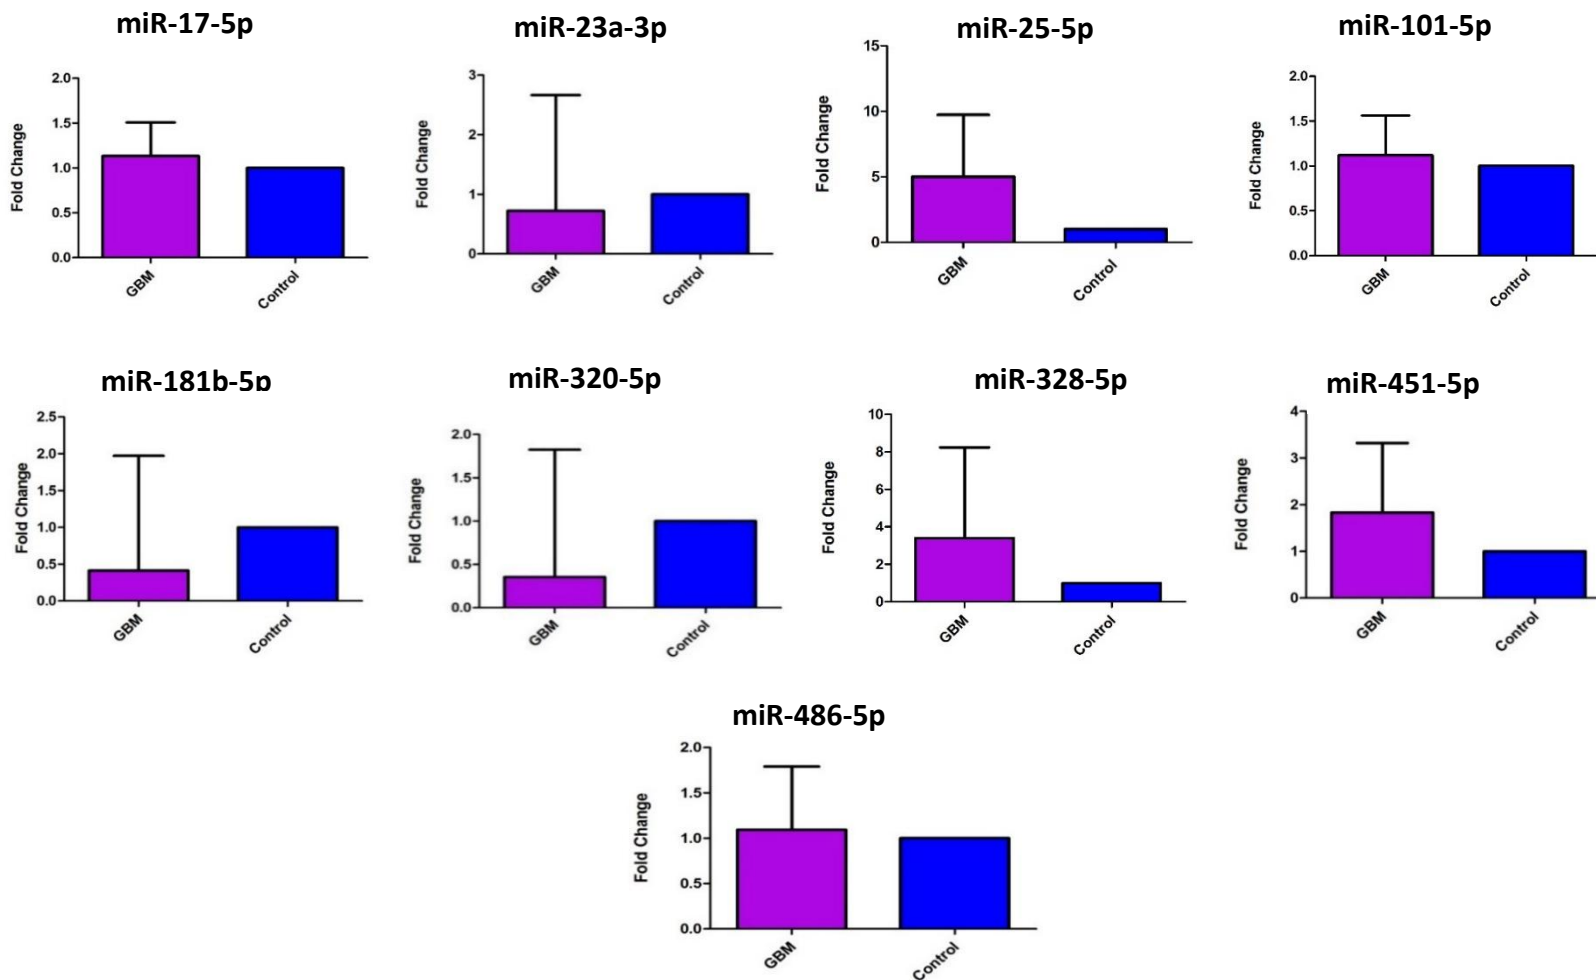 miR-17-5p
2.0
1.5
1.0
0.5
0.0
Fold Change
GBM
Control
miR-23a-3p
3
2
1
0
Fold Change
GBM
Control
miR-25-5p
15
10
5
0
Fold Change
GBM
Control
miR-101-5p
2.0
1.5
1.0
0.5
0.0
Fold Change
GBM
Control
miR-181b-5p
2.5
2.0
1.5
1.0
0.5
0.0
Fold Change
GBM
Control
miR-320-5p
2.0
1.5
1.0
0.5
0.0
Fold Change
GBM
Control
miR-328-5p
10
8
6
4
2
0
Fold Change
GBM
Control
miR-451-5p
4
3
2
1
0
Fold Change
GBM
Control
miR-486-5p
2.0
1.5
1.0
0.5
0.0
Fold Change
GBM
Control